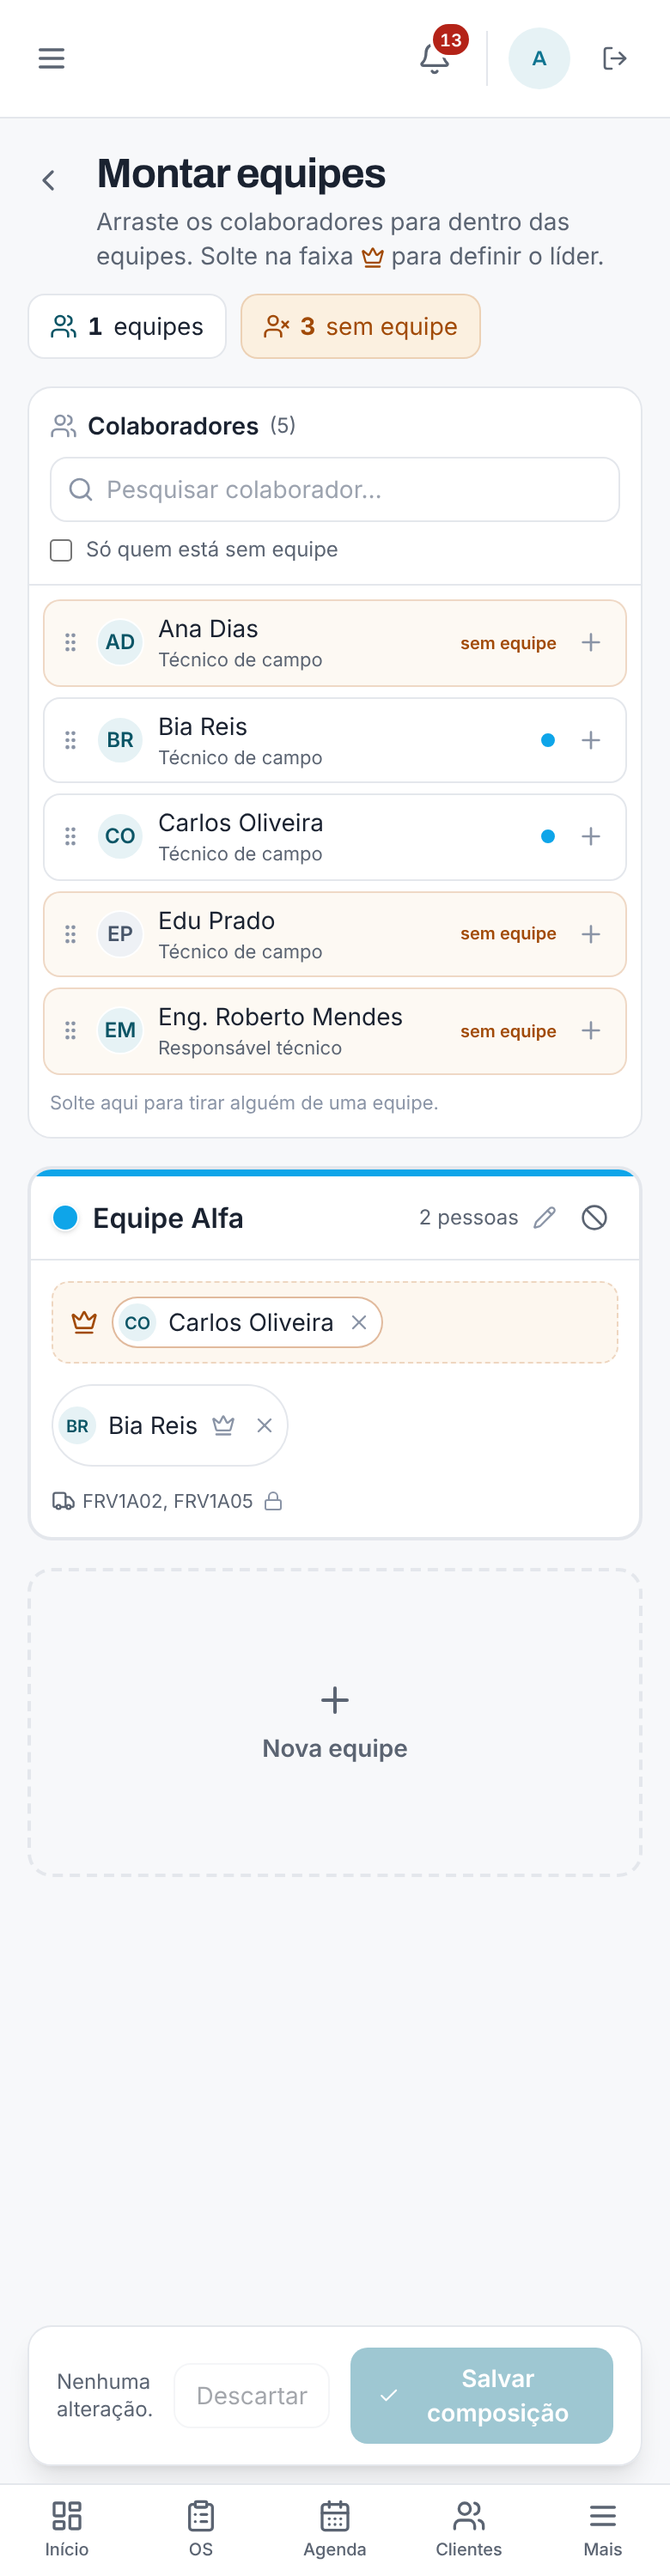 13
A
Montar equipes
Arraste os colaboradores para dentro das
equipes. Solte na faixa para definir o líder.
1 equipes
3 sem equipe
Colaboradores (5)
Pesquisar colaborador...
Só quem está sem equipe
AD
Ana Dias
Técnico de campo
sem equipe
BR
Bia Reis
Técnico de campo
CO
Carlos Oliveira
Técnico de campo
EP
Edu Prado
Técnico de campo
sem equipe
EM
Eng. Roberto Mendes
Responsável técnico
sem equipe
Solte aqui para tirar alguém de uma equipe.
Equipe Alfa
2 pessoas
CO Carlos Oliveira
BR Bia Reis
FRV1A02, FRV1A05
Nova equipe
Nenhuma
alteração.
Descartar
Salvar
composição
Início
OS
Agenda
Clientes
Mais